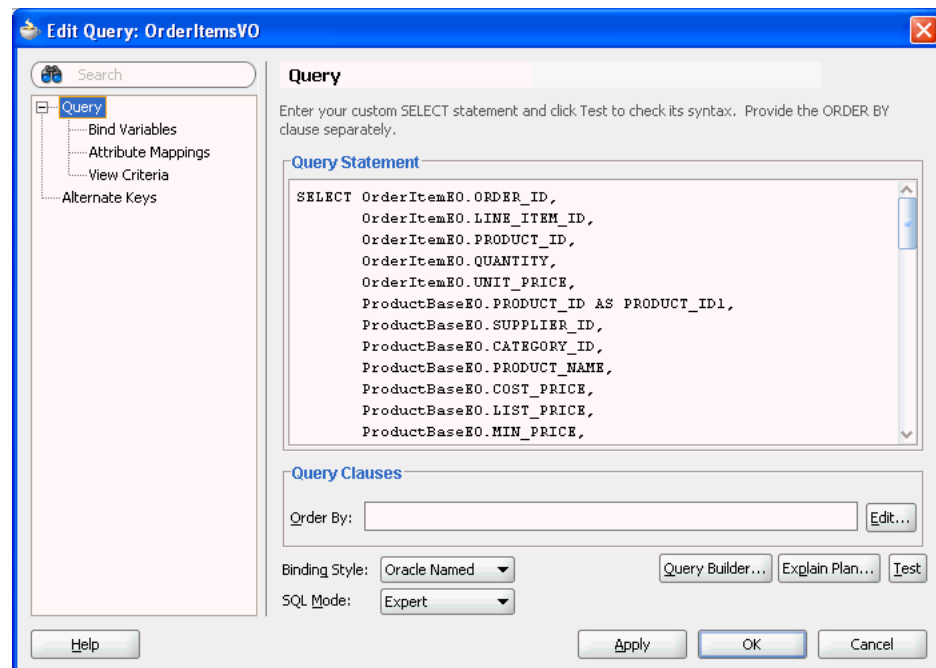 Edit Query: OrderItemsVO
Search
Query
Bind Variables
Attribute Mappings
View Criteria
Alternate Keys
Query
Enter your custom SELECT statement and click Test to check its syntax. Provide the ORDER BY
clause separately.
Query Statement
SELECT OrderItemEO.ORDER_ID,
OrderItemEO.LINE_ITEM_ID,
OrderItemEO.PRODUCT_ID,
OrderItemEO.QUANTITY,
OrderItemEO.UNIT_PRICE,
ProductBaseEO.PRODUCT_ID AS PRODUCT_ID1,
ProductBaseEO.SUPPLIER_ID,
ProductBaseEO.CATEGORY_ID,
ProductBaseEO.PRODUCT_NAME,
ProductBaseEO.COST_PRICE,
ProductBaseEO.LIST_PRICE,
ProductBaseEO.MIN_PRICE,
Query Clauses
Order By:
Edit...
Binding Style: Oracle Named
Query Builder... Explain Plan... Test
SQL Mode: Expert
Help Apply OK Cancel